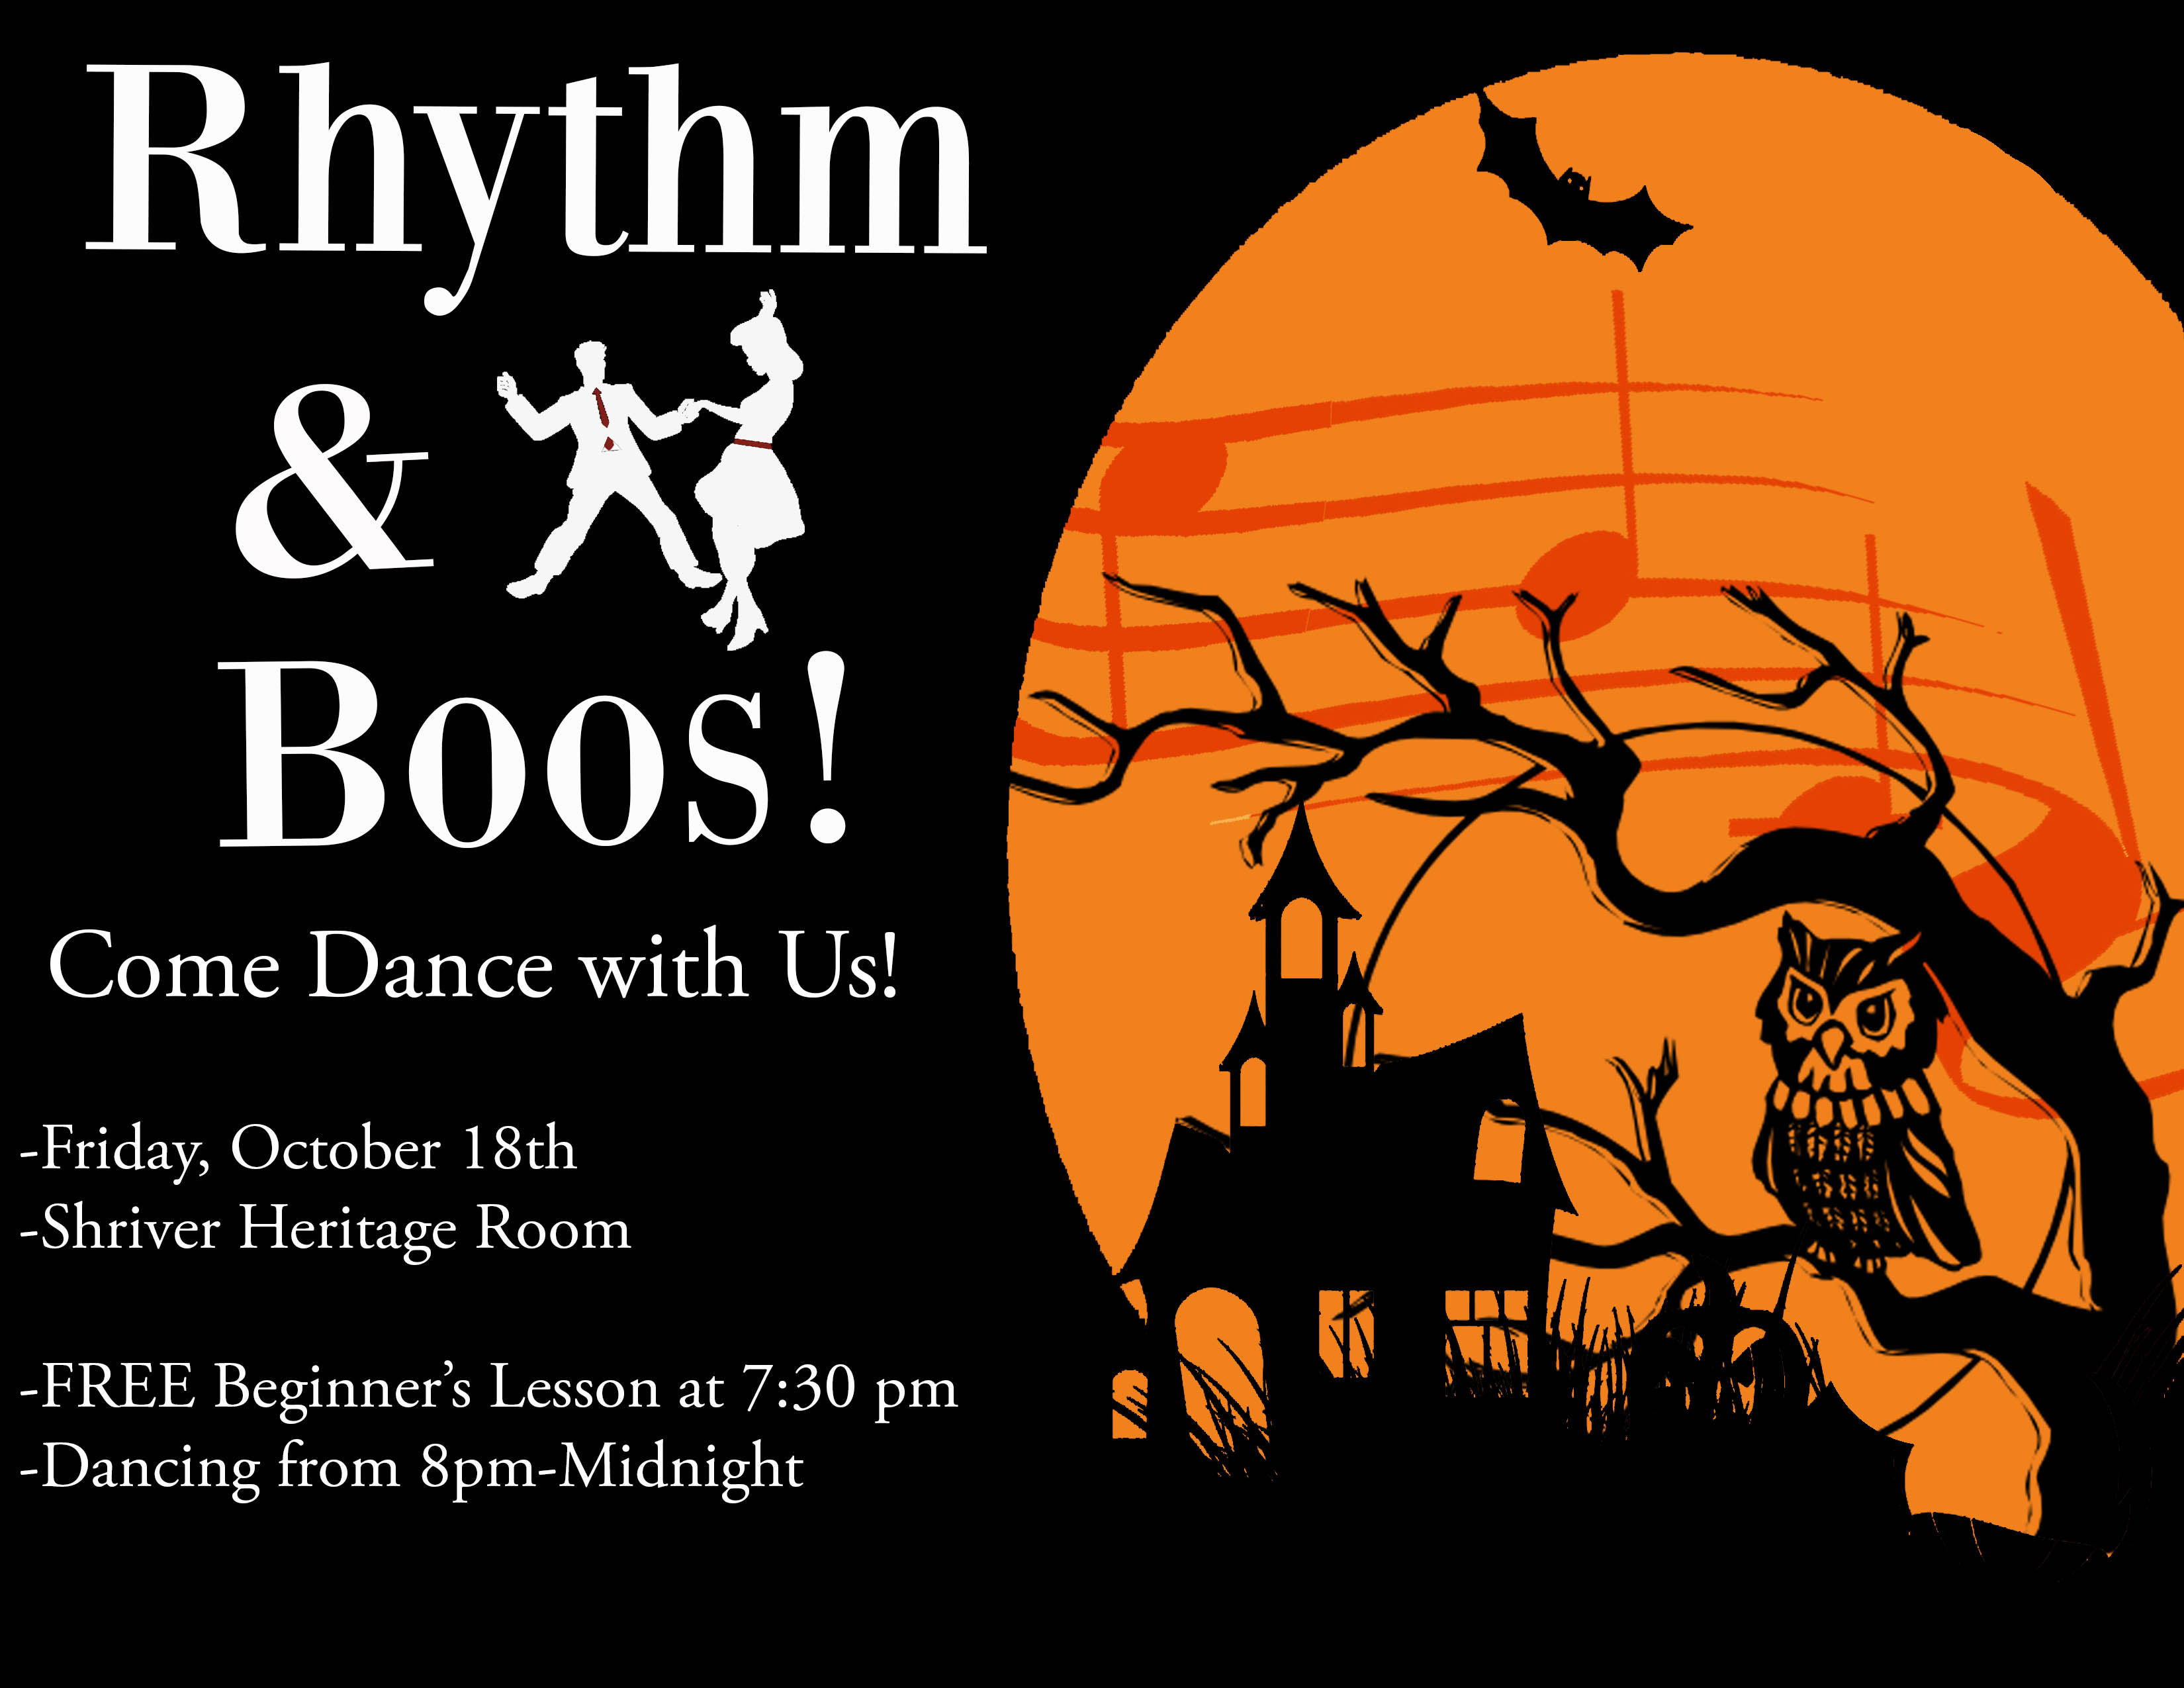 Rhythm
&
Boos!
Come Dance with Us!
-Friday, October 18th
-Shriver Heritage Room
-FREE Beginner's Lesson at 7:30 pm
-Dancing from 8pm-Midnight